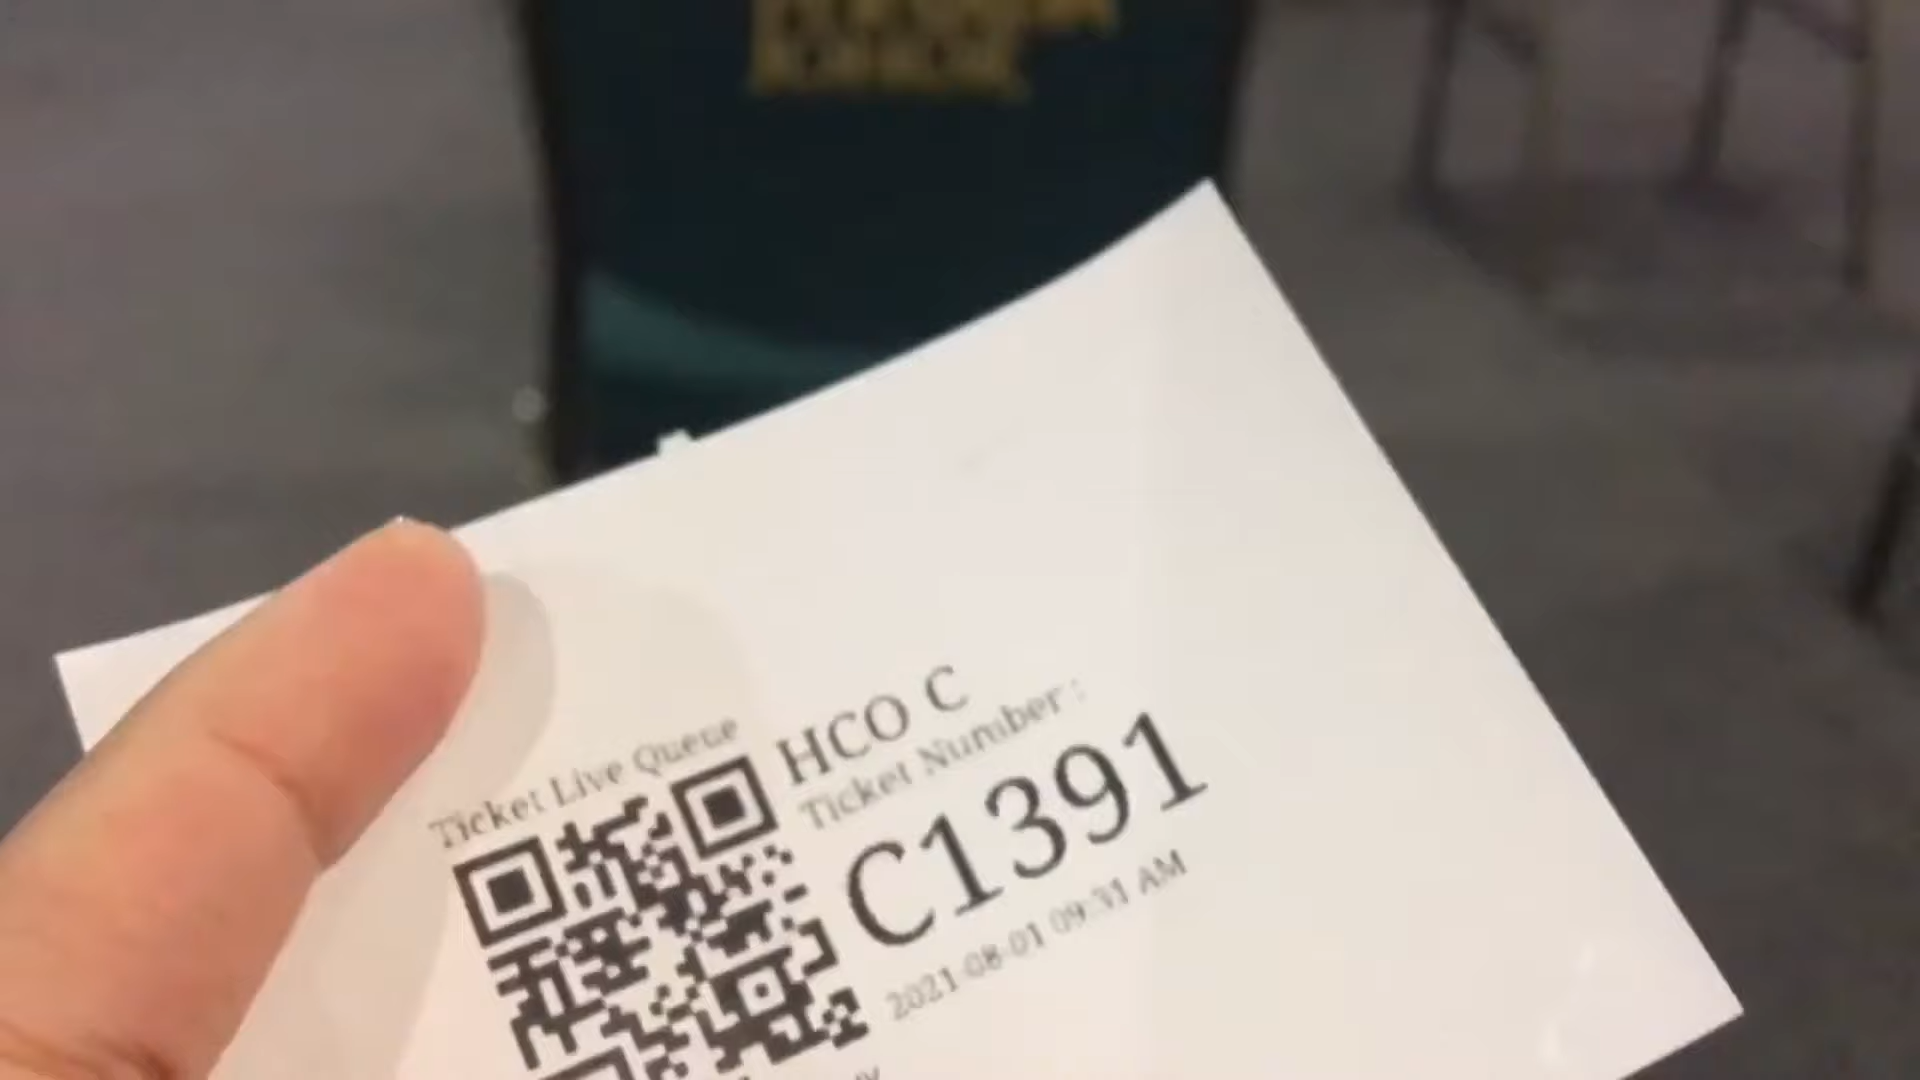 Ticket Live Queue
HCO C
Ticket Number :
C1391
2021-08-01 09:31 AM